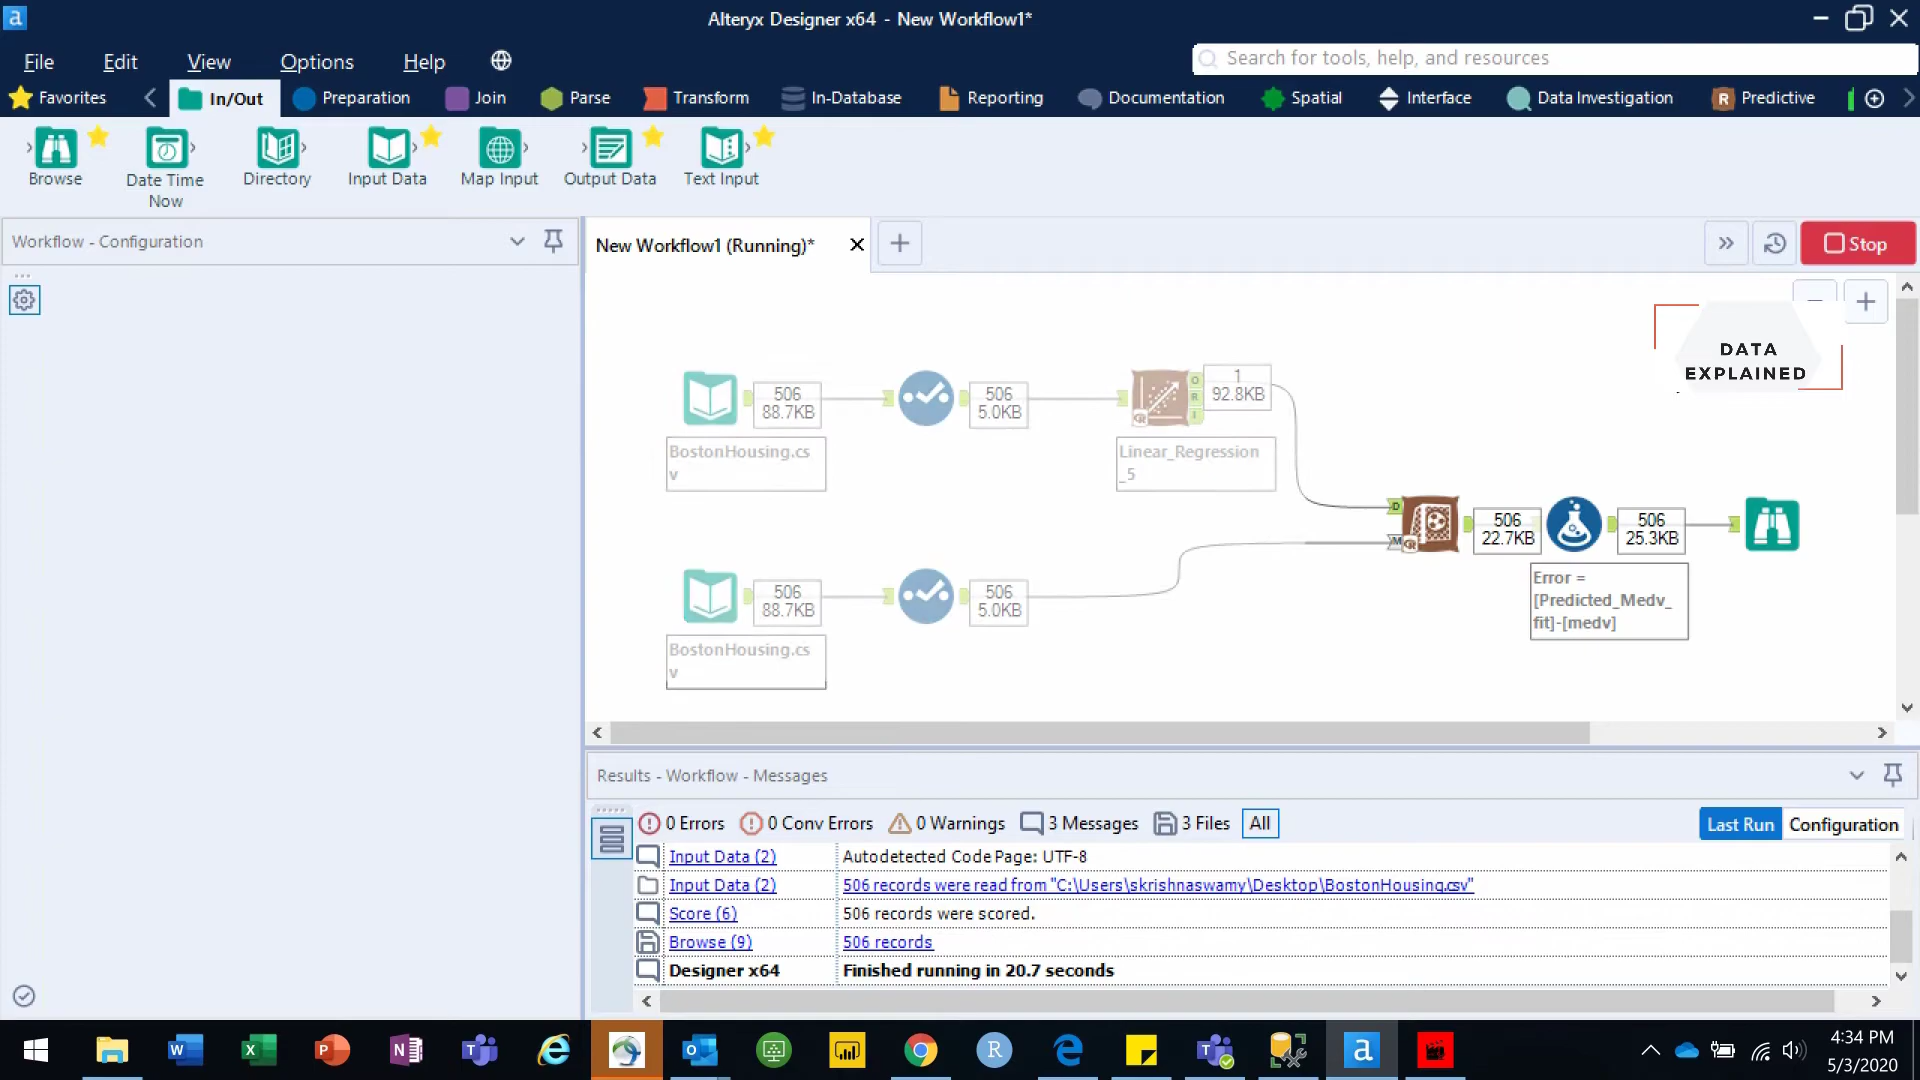 Alteryx Designer x64 - New Workflow1*
File Edit View Options Help
Search for tools, help, and resources
Favorites In/Out Preparation Join Parse Transform In-Database Reporting Documentation Spatial Interface Data Investigation Predictive
Browse
Date Time
Now
Directory
Input Data
Map Input
Output Data
Text Input
Workflow - Configuration
New Workflow1 (Running)*
Stop
DATA
EXPLAINED
506
88.7KB
506
5.0KB
O
R
I
1
92.8KB
BostonHousing.cs
v
Linear_Regression
_5
D
M
506
22.7KB
506
25.3KB
506
88.7KB
506
5.0KB
Error =
[Predicted_Medv_
fit]-[medv]
BostonHousing.cs
v
Results - Workflow - Messages
0 Errors 0 Conv Errors 0 Warnings 3 Messages 3 Files All Last Run Configuration
Input Data (2) Autodetected Code Page: UTF-8
Input Data (2) 506 records were read from "C:\Users\skrishnaswamy\Desktop\BostonHousing.csv"
Score (6) 506 records were scored.
Browse (9) 506 records
Designer x64 Finished running in 20.7 seconds
4:34 PM
5/3/2020